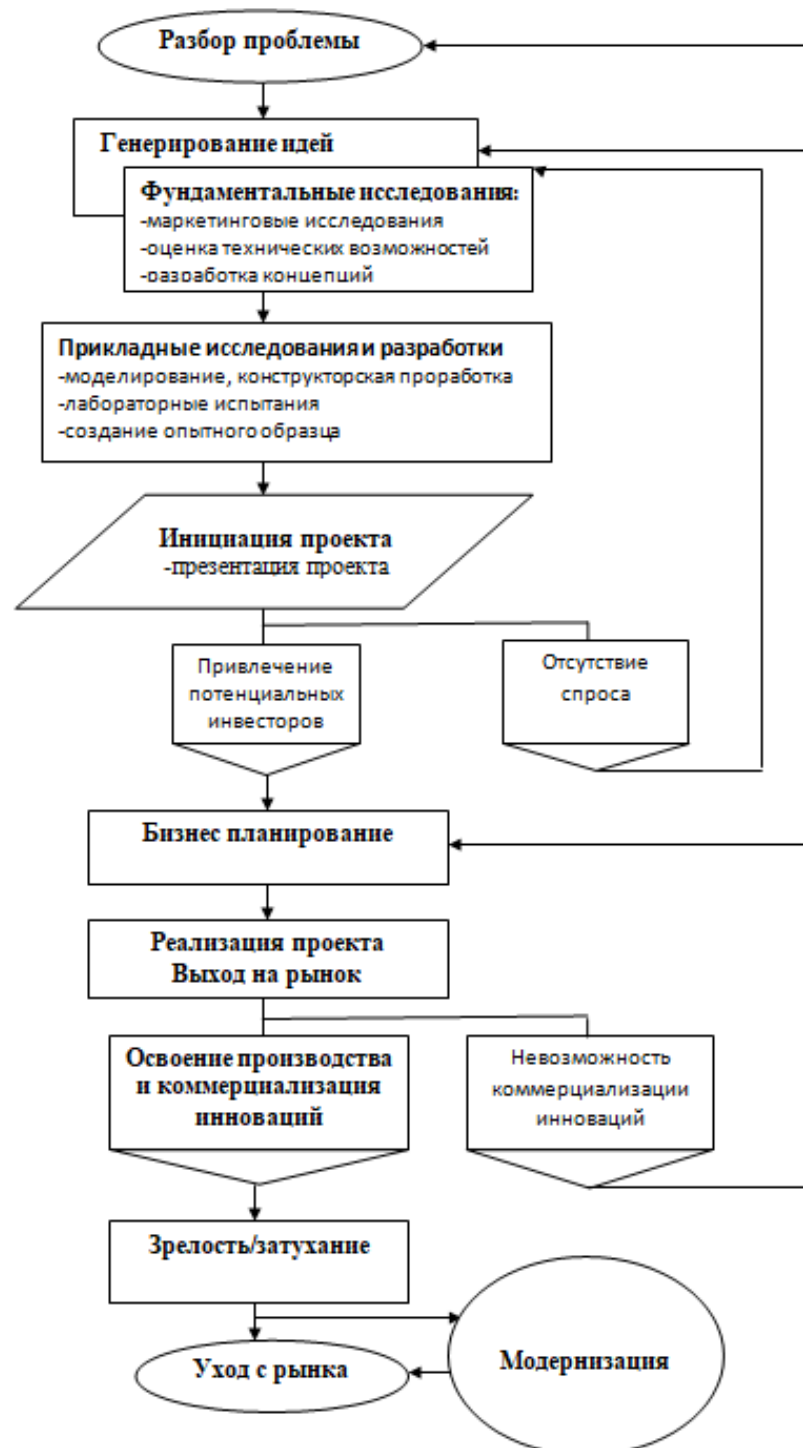 Разбор проблемы
Генерирование идей
Фундаментальные исследования:
-маркетинговые исследования
-оценка технических возможностей
-разработка концепций
Прикладные исследования и разработки
-моделирование, конструкторская проработка
-лабораторные испытания
-создание опытного образца
Инициация проекта
-презентация проекта
Привлечение
потенциальных
инвесторов
Отсутствие
спроса
Бизнес планирование
Реализация проекта
Выход на рынок
Освоение производства
и коммерциализация
инноваций
Невозможность
коммерциализации
инноваций
Зрелость/затухание
Уход с рынка
Модернизация